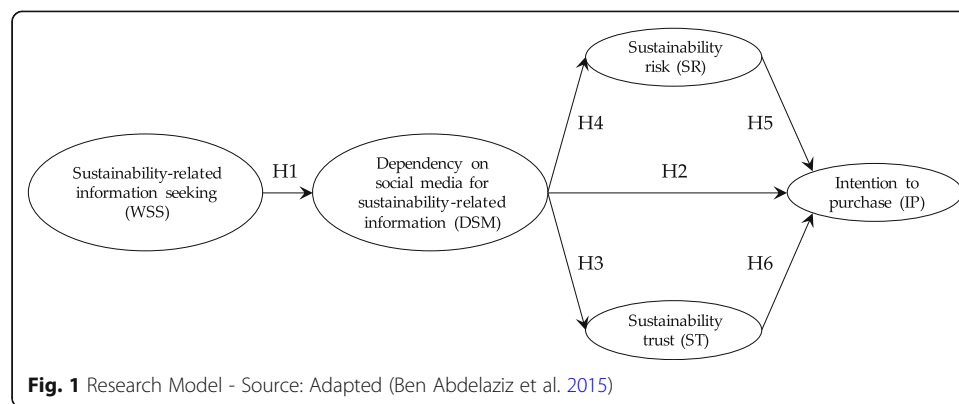 Sustainability
risk (SR)
H4
H5
Sustainability-related
information seeking
(WSS)
H1
Dependency on
social media for
sustainability-related
information (DSM)
H2
Intention to
purchase (IP)
H3
H6
Sustainability
trust (ST)
Fig. 1 Research Model - Source: Adapted (Ben Abdelaziz et al. 2015)